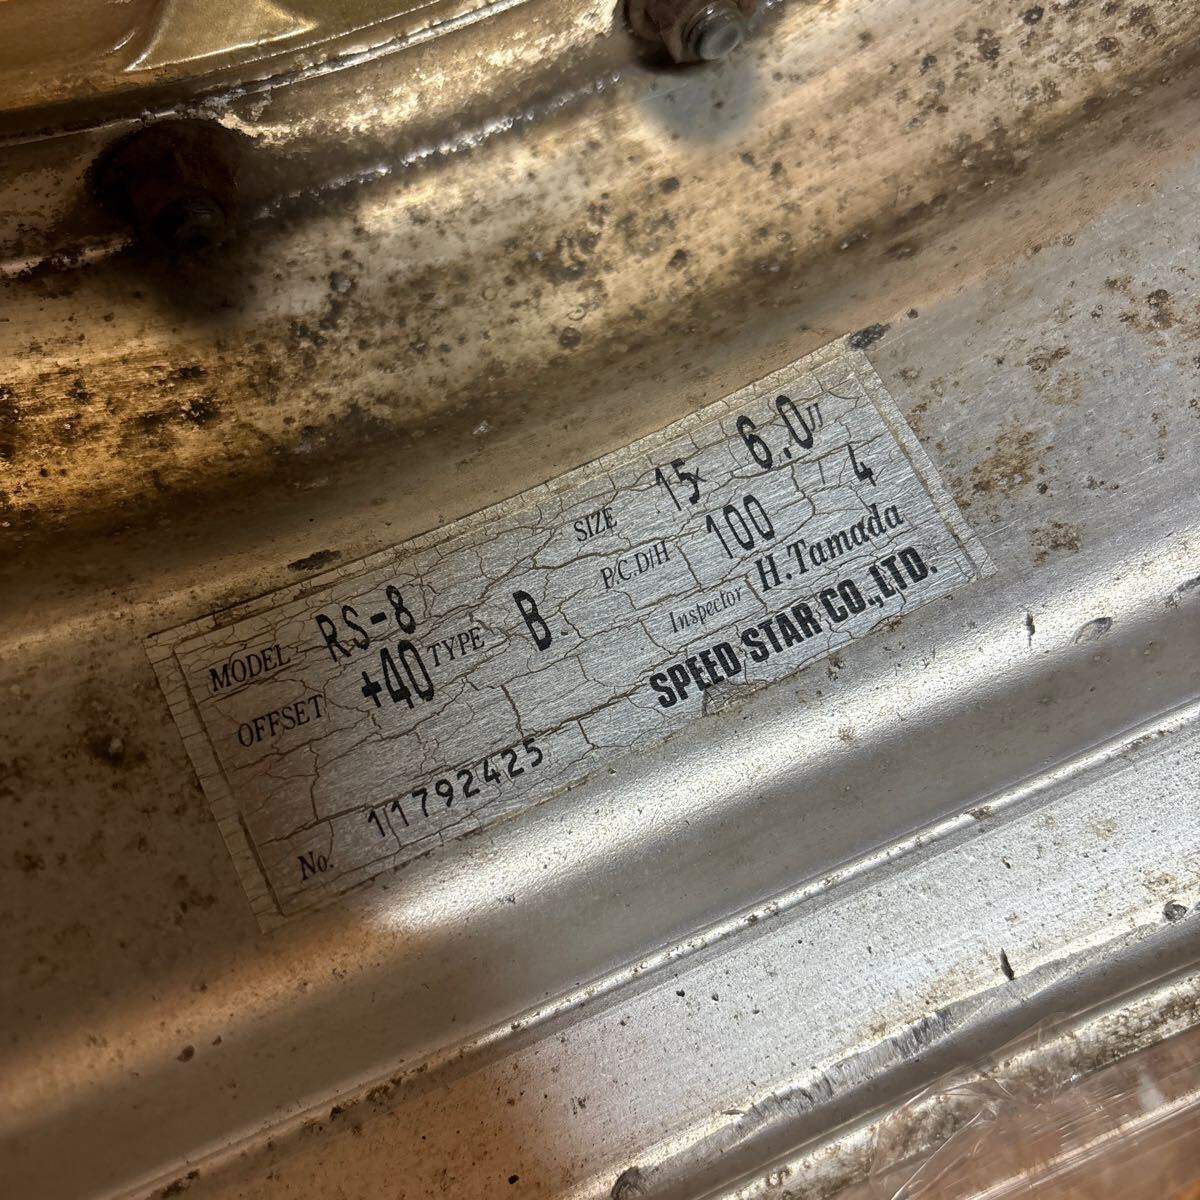 MODEL RS-8 SIZE 15x 6.0JJ
OFFSET +40 TYPE B P.C.D/H 100 / 4
Inspector H.Tamada
No. 11792425 SPEED STAR CO.,LTD.